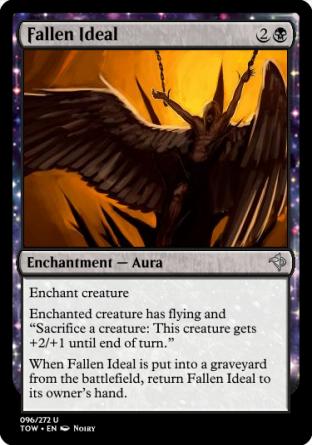 Fallen Ideal 2
Enchantment — Aura
Enchant creature
Enchanted creature has flying and
“Sacrifice a creature: This creature gets
+2/+1 until end of turn.”
When Fallen Ideal is put into a graveyard
from the battlefield, return Fallen Ideal to
its owner’s hand.
096/272 U
TOW • EN Noiry